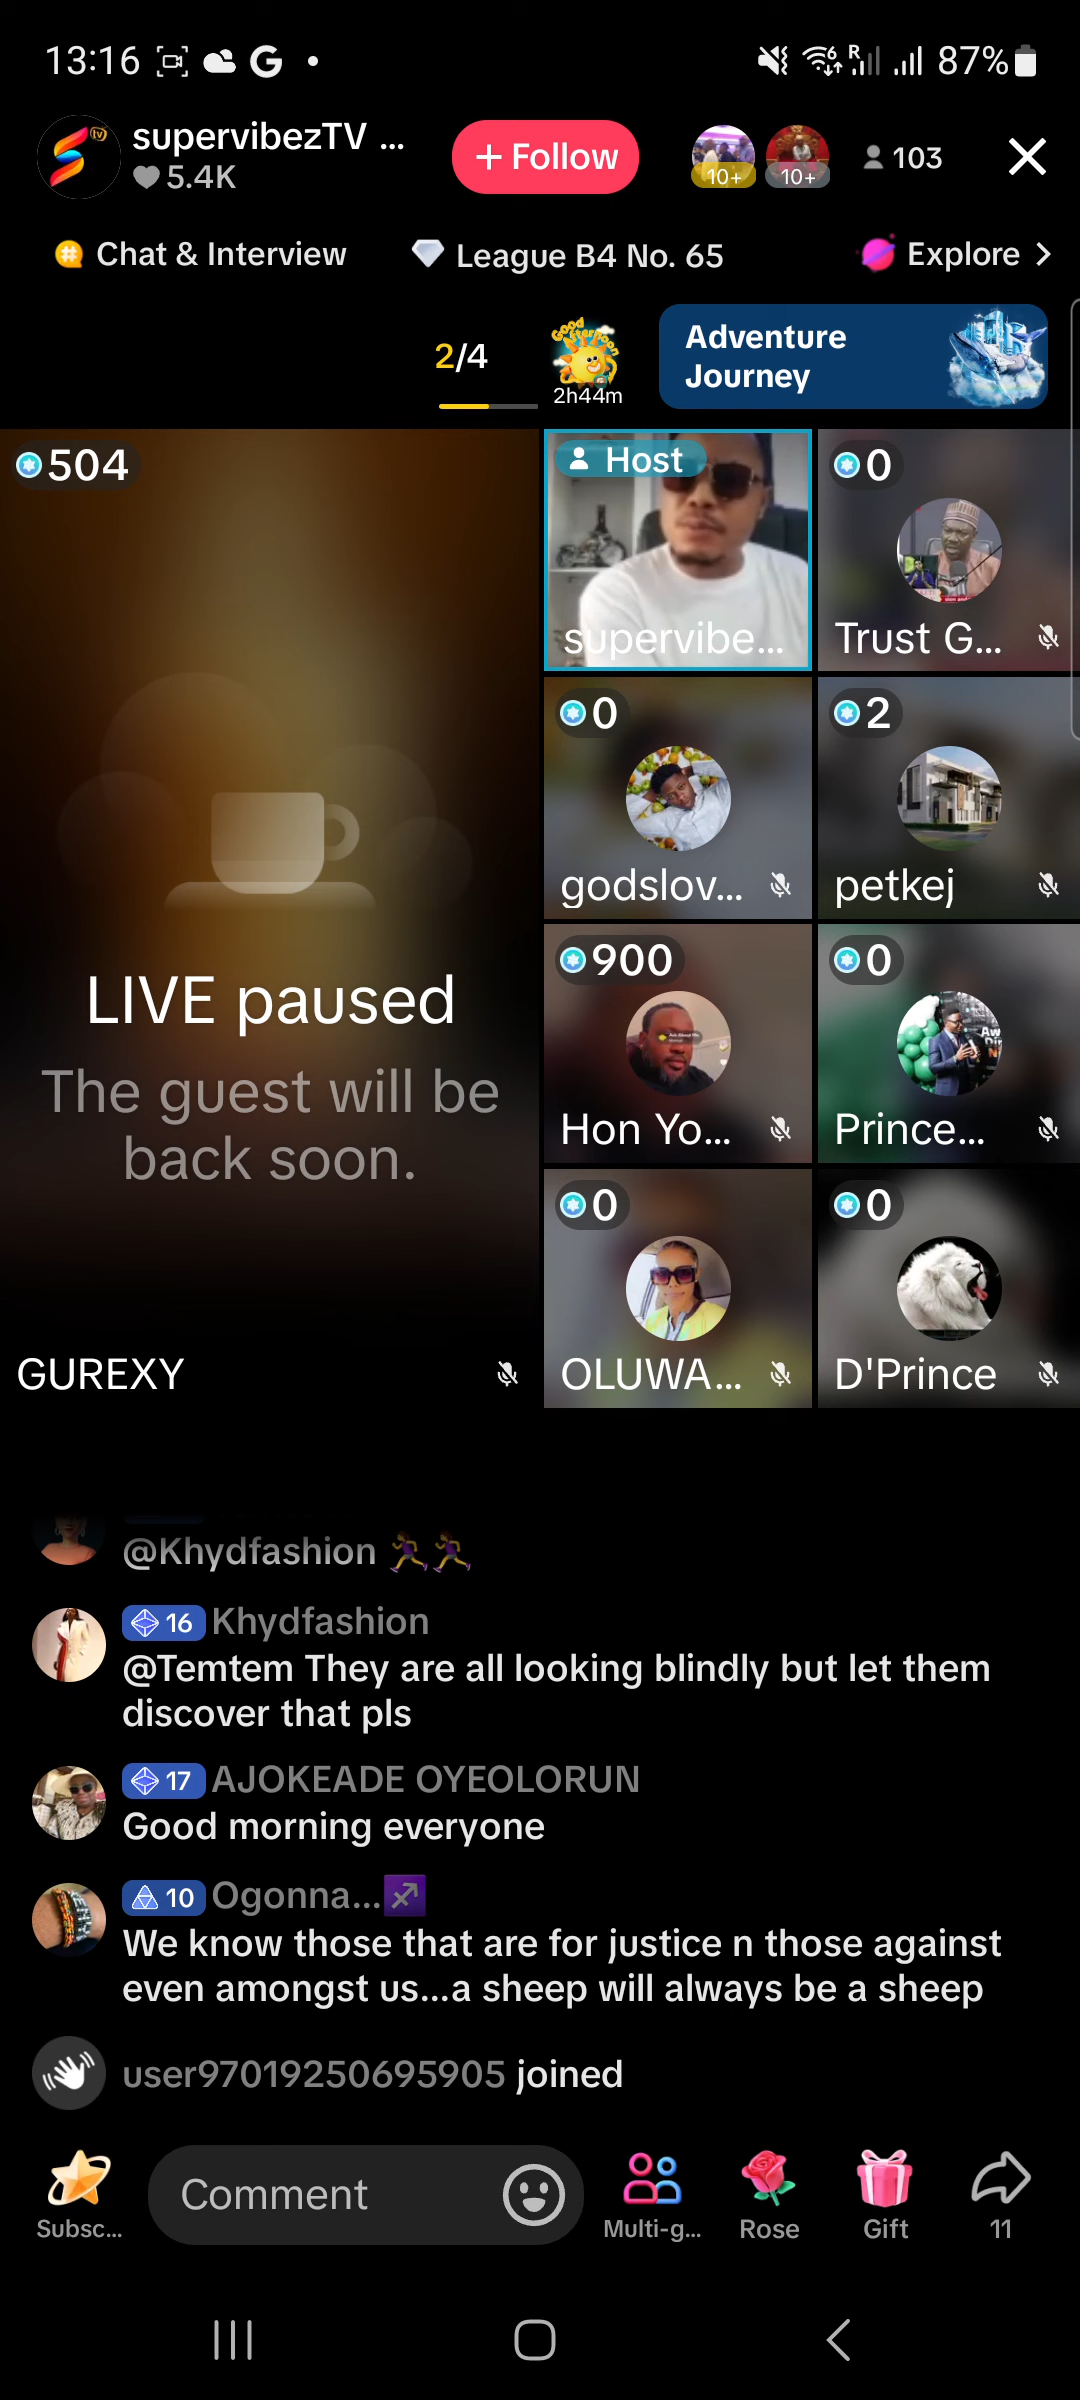 13:16
87%
supervibezTV ...
5.4K
+ Follow
10+
10+
103
Chat & Interview
League B4 No. 65
Explore >
2/4
Good Afternoon
2h44m
Adventure
Journey
504
LIVE paused
The guest will be
back soon.
GUREXY
Host
supervibe...
0
Trust G...
0
godslov...
2
petkej
900
Hon Yo...
0
Prince...
0
OLUWA...
0
D'Prince
@Khydfashion 🏃‍♀️🏃‍♀️
16 Khydfashion
@Temtem They are all looking blindly but let them
discover that pls
17 AJOKEADE OYEOLORUN
Good morning everyone
10 Ogonna...♐
We know those that are for justice n those against
even amongst us...a sheep will always be a sheep
user97019250695905 joined
Subsc...
Comment
Multi-g...
Rose
Gift
11